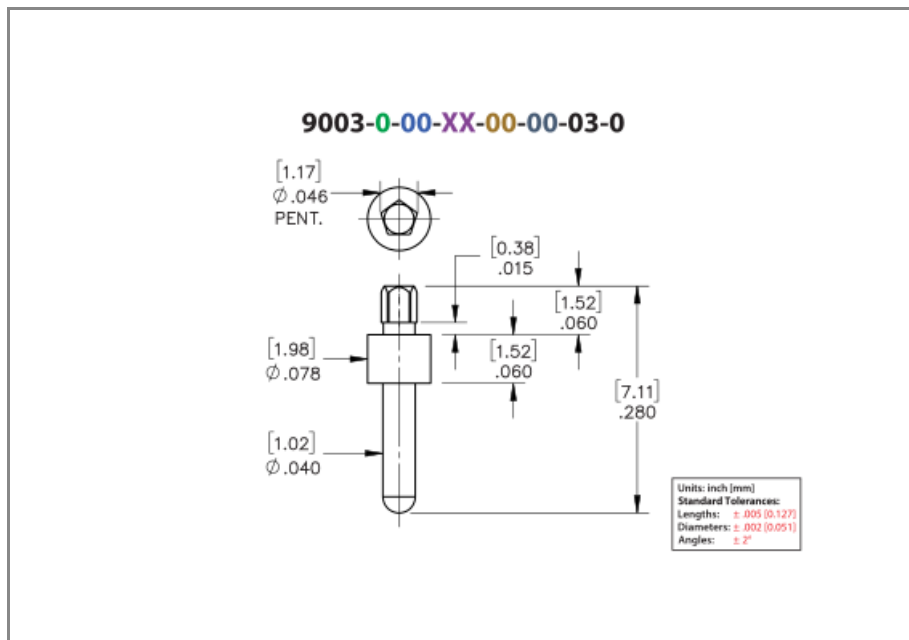 9003-0-00-XX-00-00-03-0
[1.17]
∅.046
PENT.
[0.38]
.015
[1.52]
.060
[1.98]
∅.078
[1.52]
.060
[7.11]
.280
[1.02]
∅.040
Units: inch [mm]
Standard Tolerances:
Lengths: ± .005 [0.127]
Diameters: ± .002 [0.051]
Angles: ± 2°